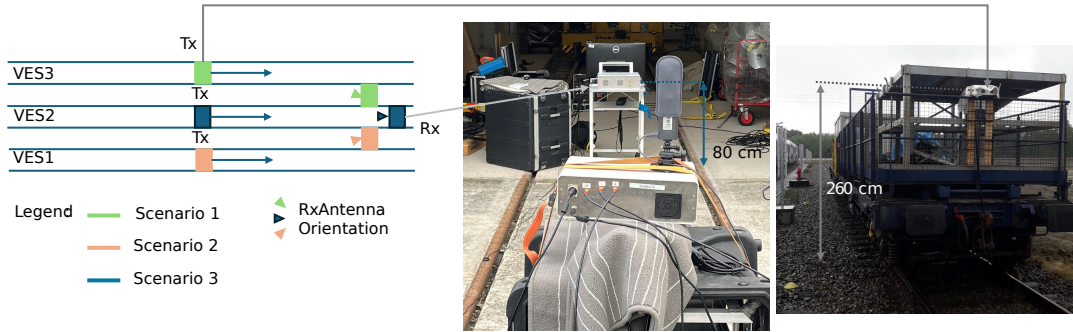 Tx
VES3
Tx
VES2
Rx
Tx
VES1
80 cm
260 cm
Legend:
Scenario 1
Scenario 2
Scenario 3
RxAntenna
Orientation